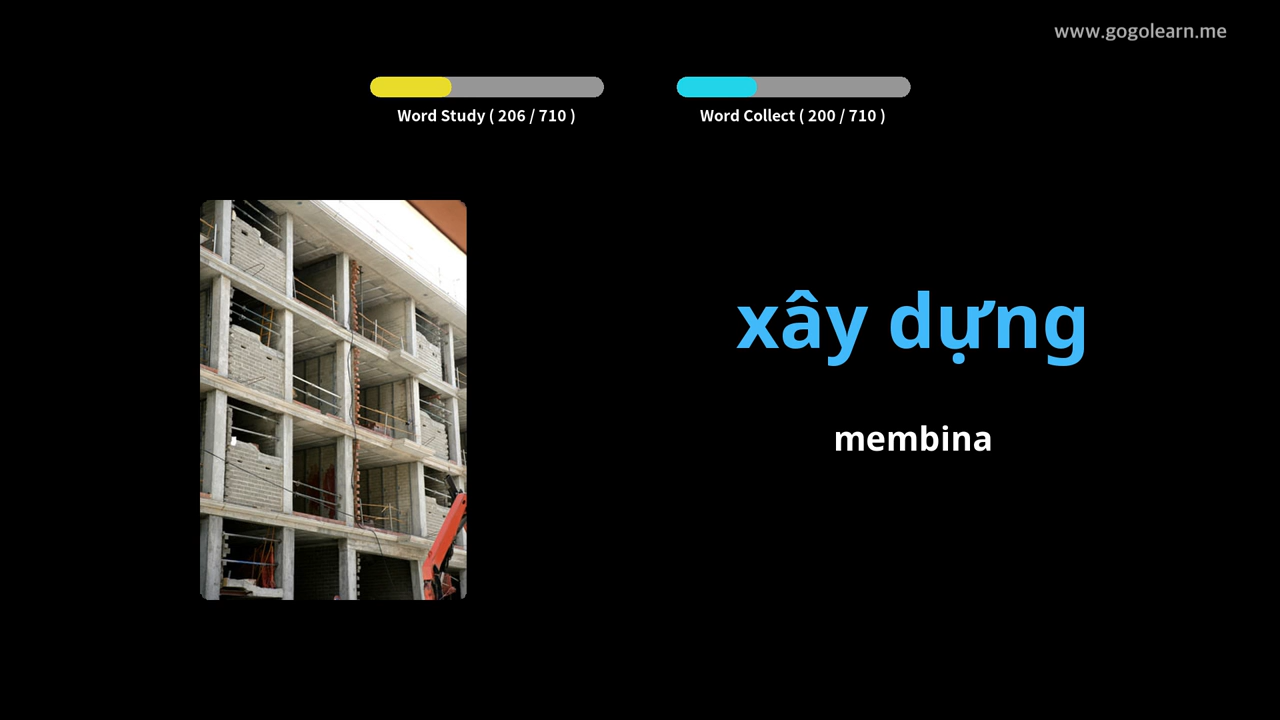 www.gogolearn.me
Word Study ( 206 / 710 )
Word Collect ( 200 / 710 )
xây dựng
membina